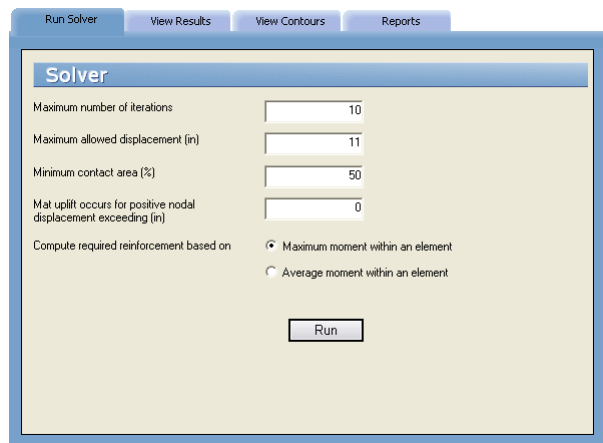 Run Solver View Results View Contours Reports
Solver
Maximum number of iterations 10
Maximum allowed displacement (in) 11
Minimum contact area (%) 50
Mat uplift occurs for positive nodal
displacement exceeding (in) 0
Compute required reinforcement based on Maximum moment within an element
Average moment within an element
Run